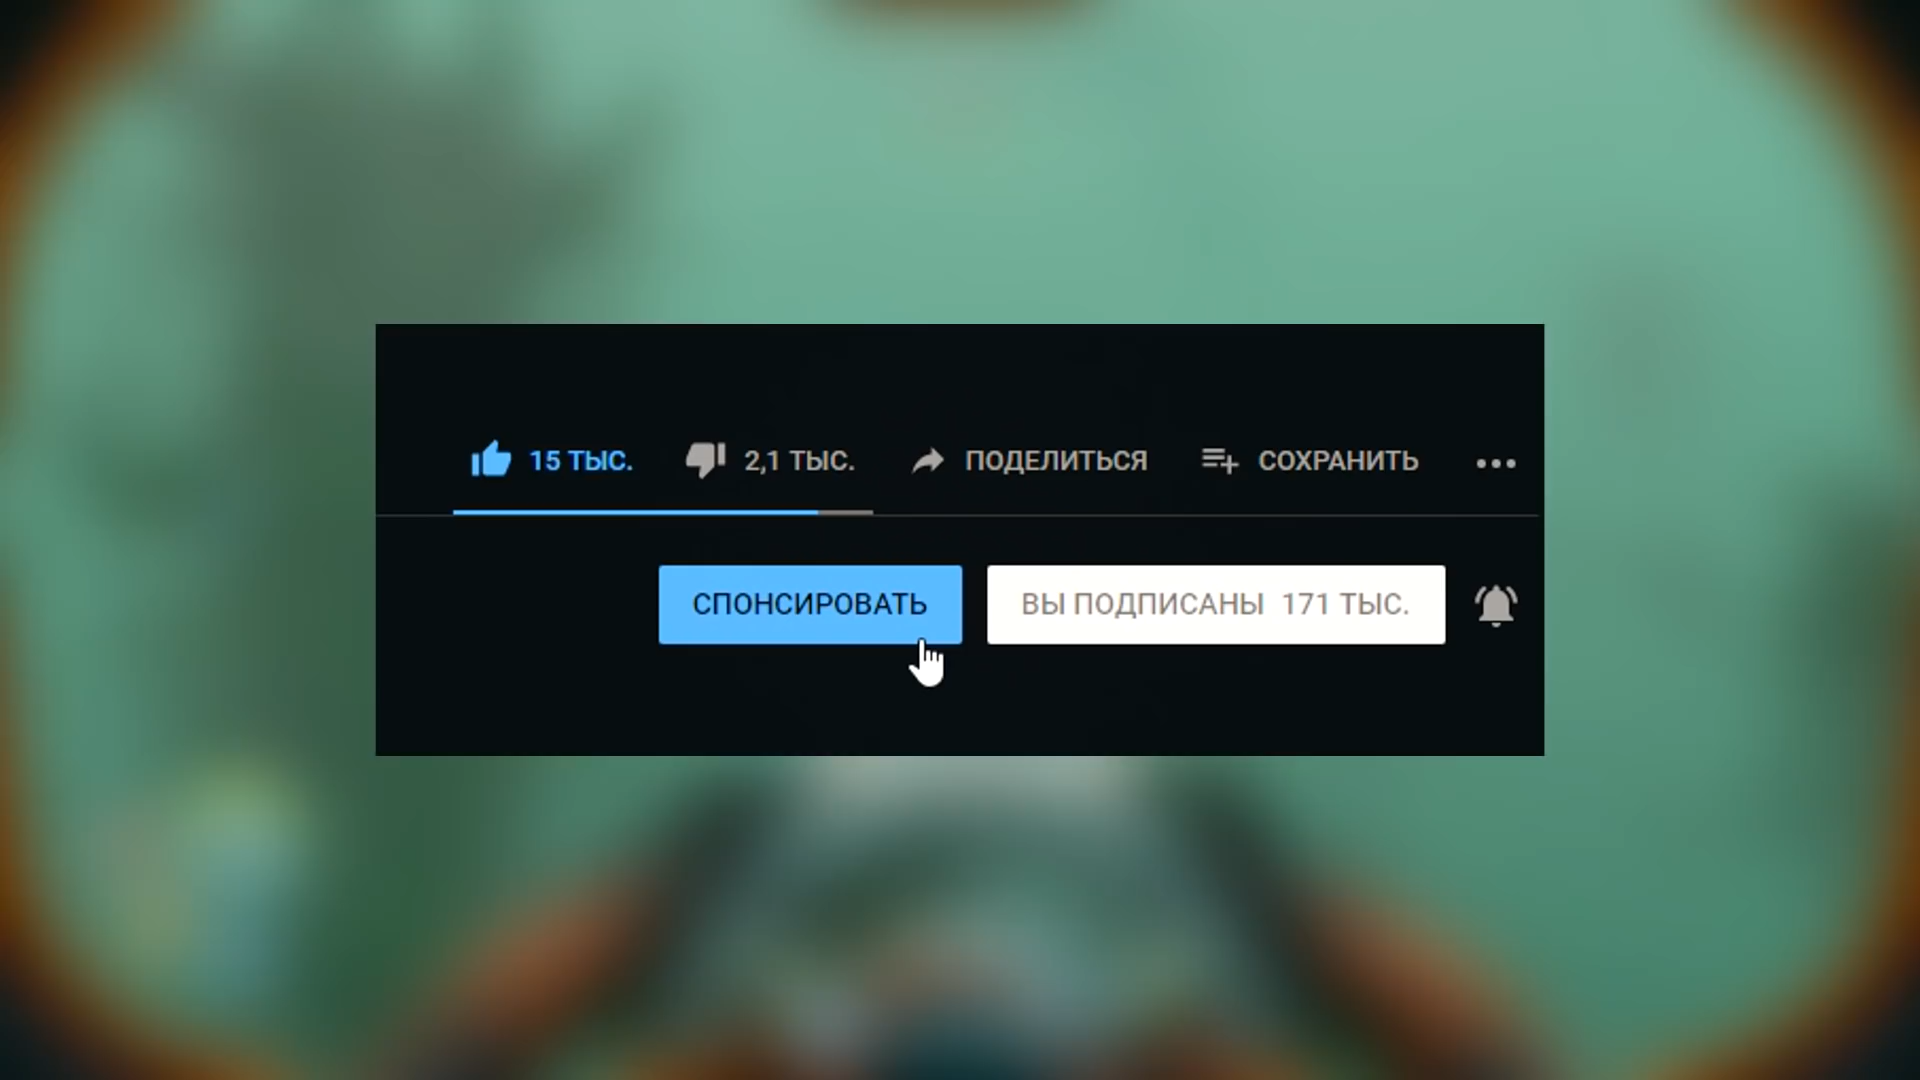 15 ТЫС. 2,1 ТЫС. ПОДЕЛИТЬСЯ СОХРАНИТЬ
СПОНСИРОВАТЬ ВЫ ПОДПИСАНЫ 171 ТЫС.